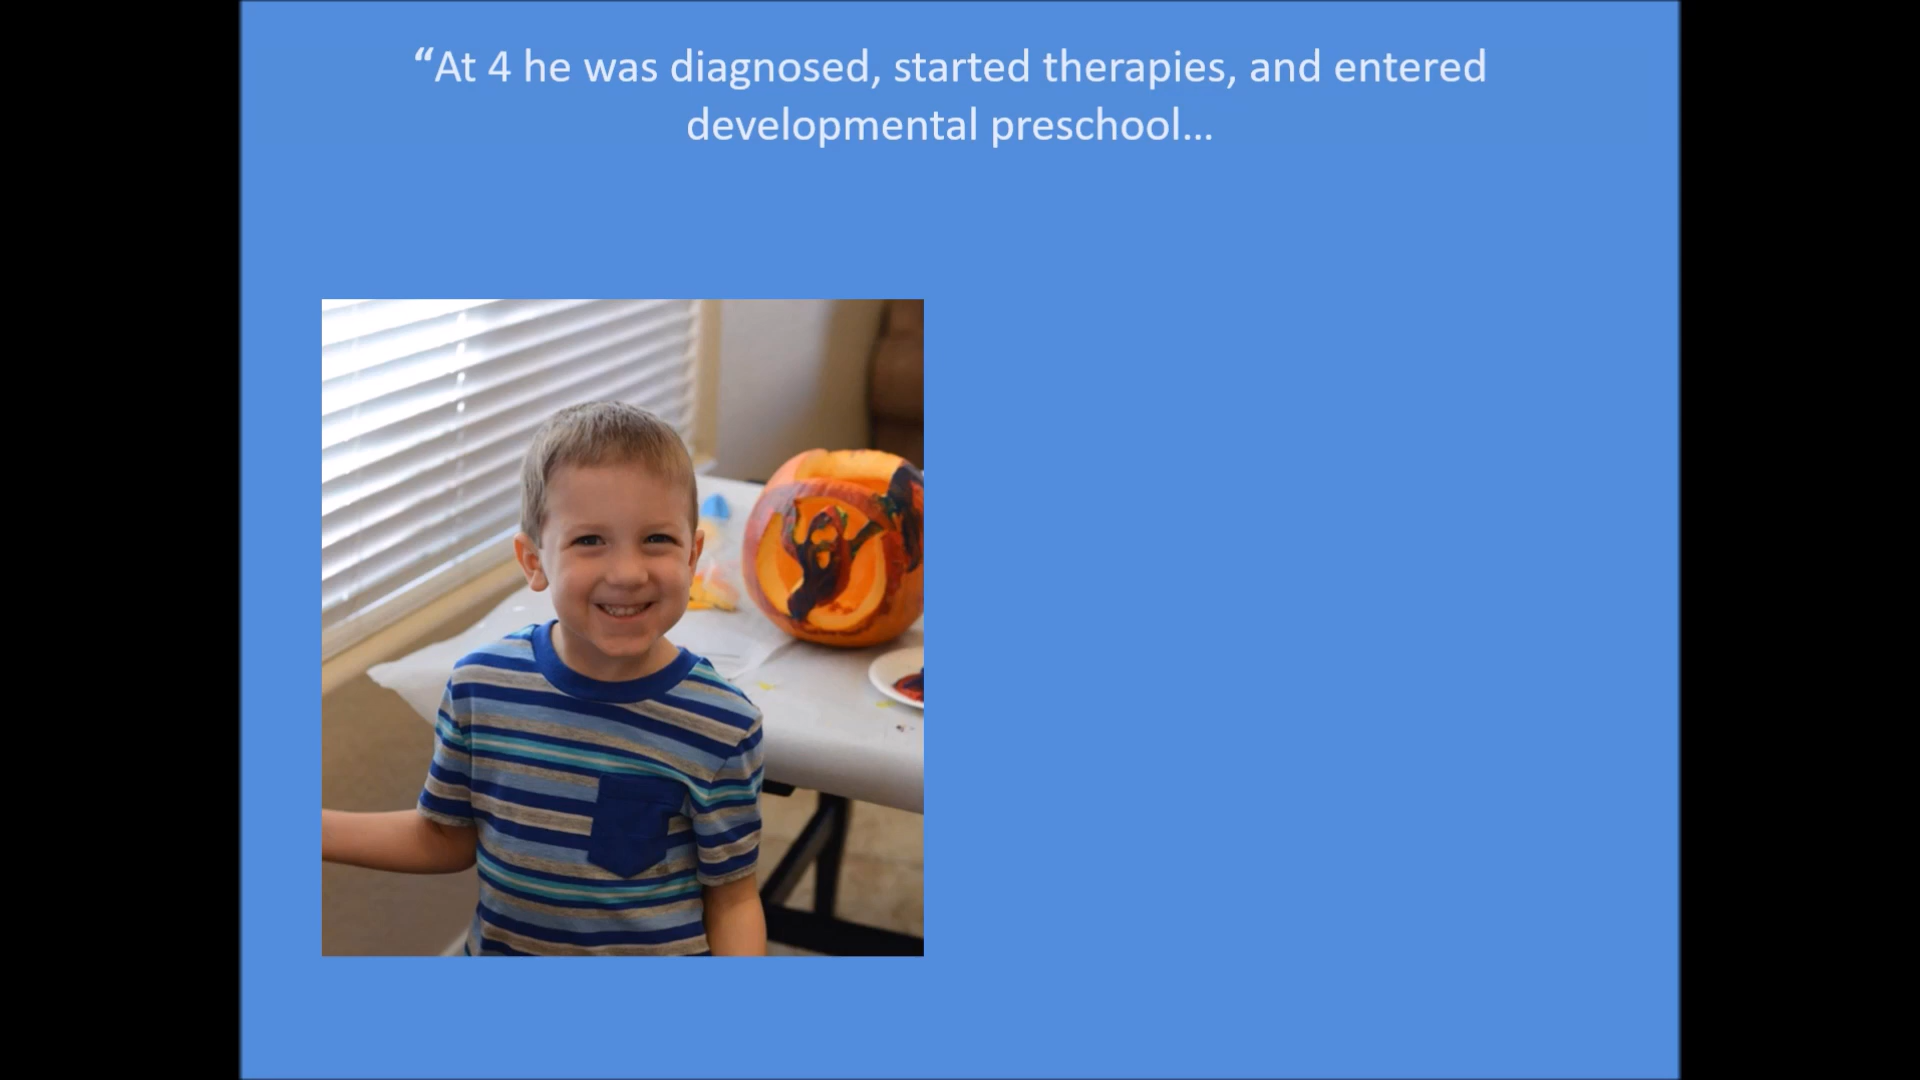 “At 4 he was diagnosed, started therapies, and entered
developmental preschool…